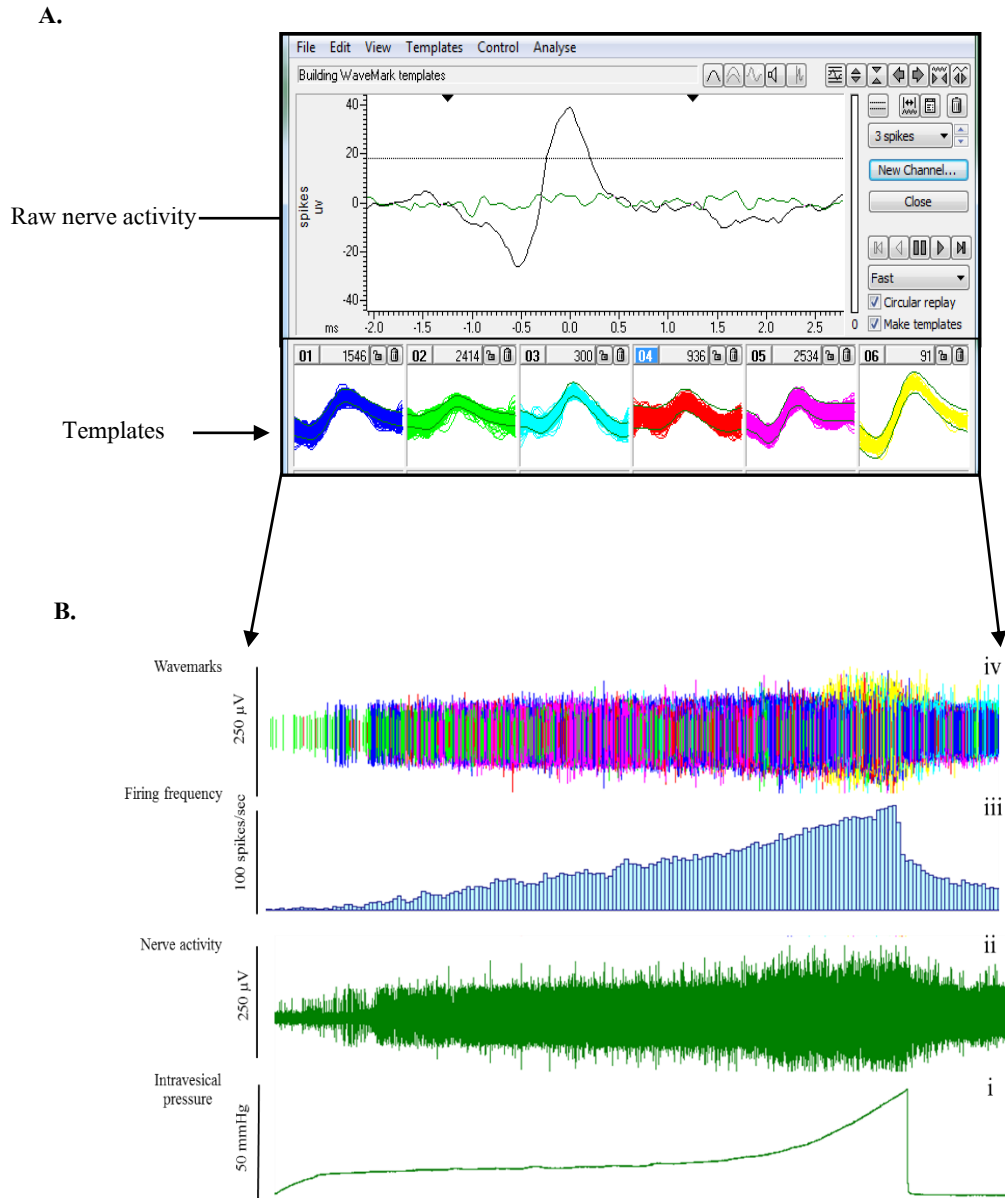 A.
File Edit View Templates Control Analyse
Building WaveMark templates
3 spikes
New Channel...
Close
Fast
Circular replay
Make templates
Raw nerve activity
spikes
uv
40
20
0
-20
-40
ms
-2.0 -1.5 -1.0 -0.5 0.0 0.5 1.0 1.5 2.0 2.5
0
01 1546
02 2414
03 300
04 936
05 2534
06 91
Templates
B.
Wavemarks
250 µV
iv
Firing frequency
100 spikes/sec
iii
Nerve activity
250 µV
ii
Intravesical
pressure
50 mmHg
i